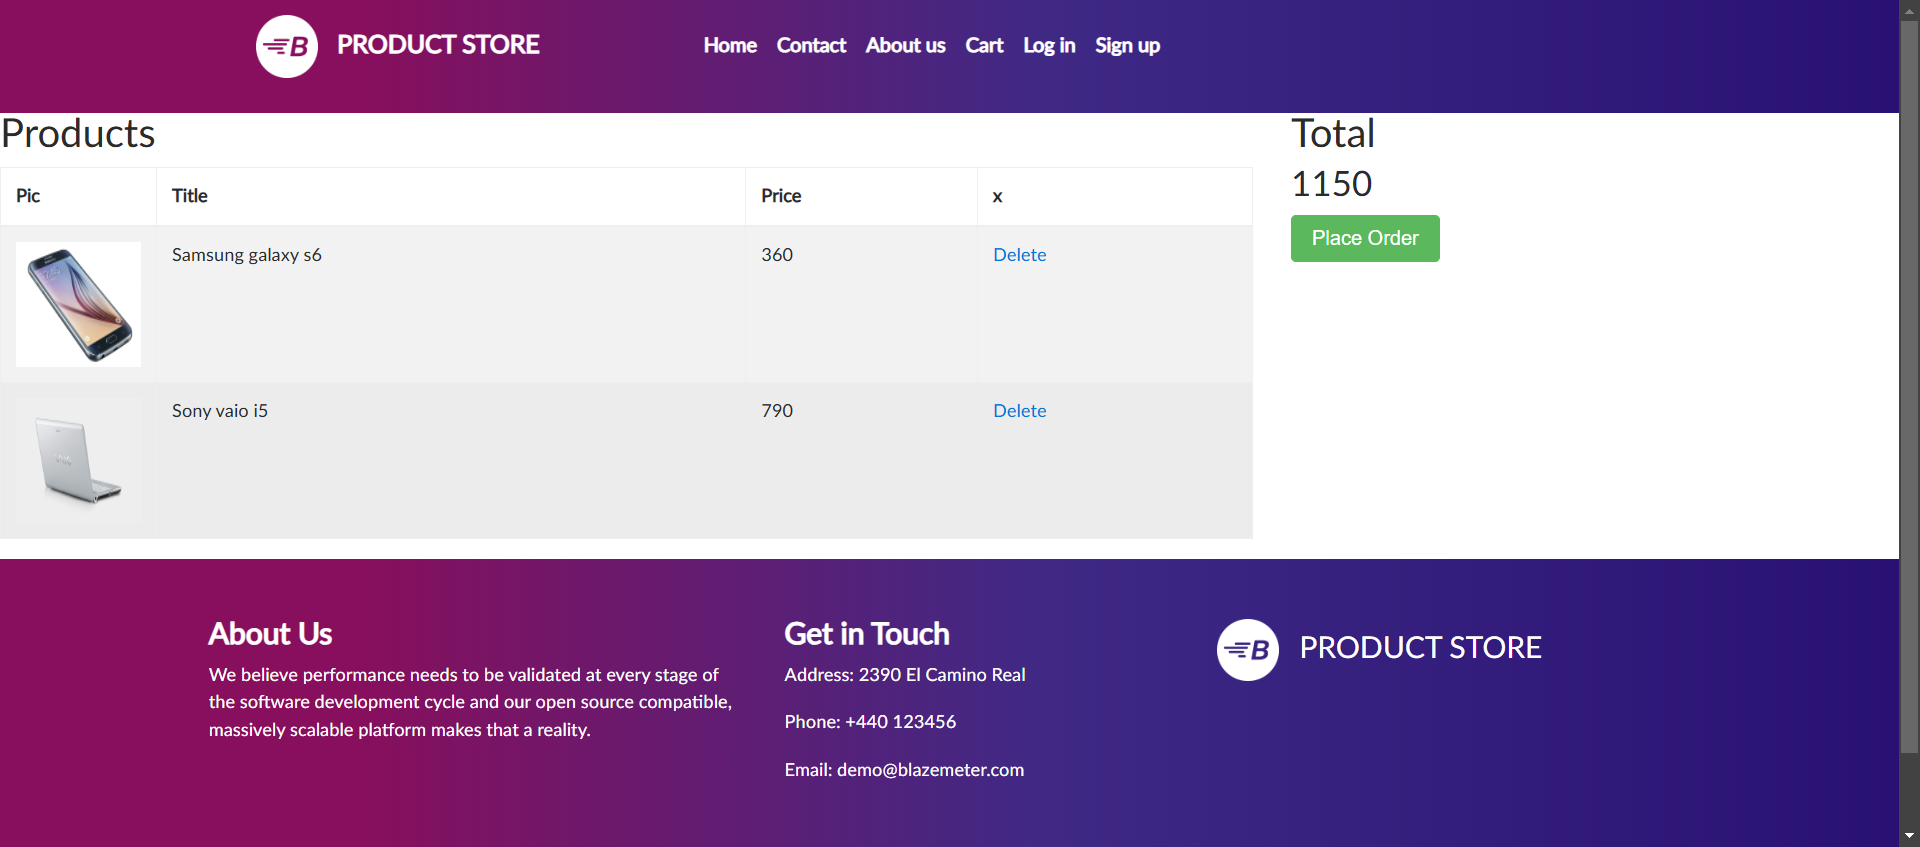 B PRODUCT STORE Home Contact About us Cart Log in Sign up
Products
Total
1150
Place Order
Pic Title Price x
Samsung galaxy s6 360 Delete
Sony vaio i5 790 Delete
VAIO
About Us
We believe performance needs to be validated at every stage of
the software development cycle and our open source compatible,
massively scalable platform makes that a reality.
Get in Touch
Address: 2390 El Camino Real
Phone: +440 123456
Email: demo@blazemeter.com
B PRODUCT STORE